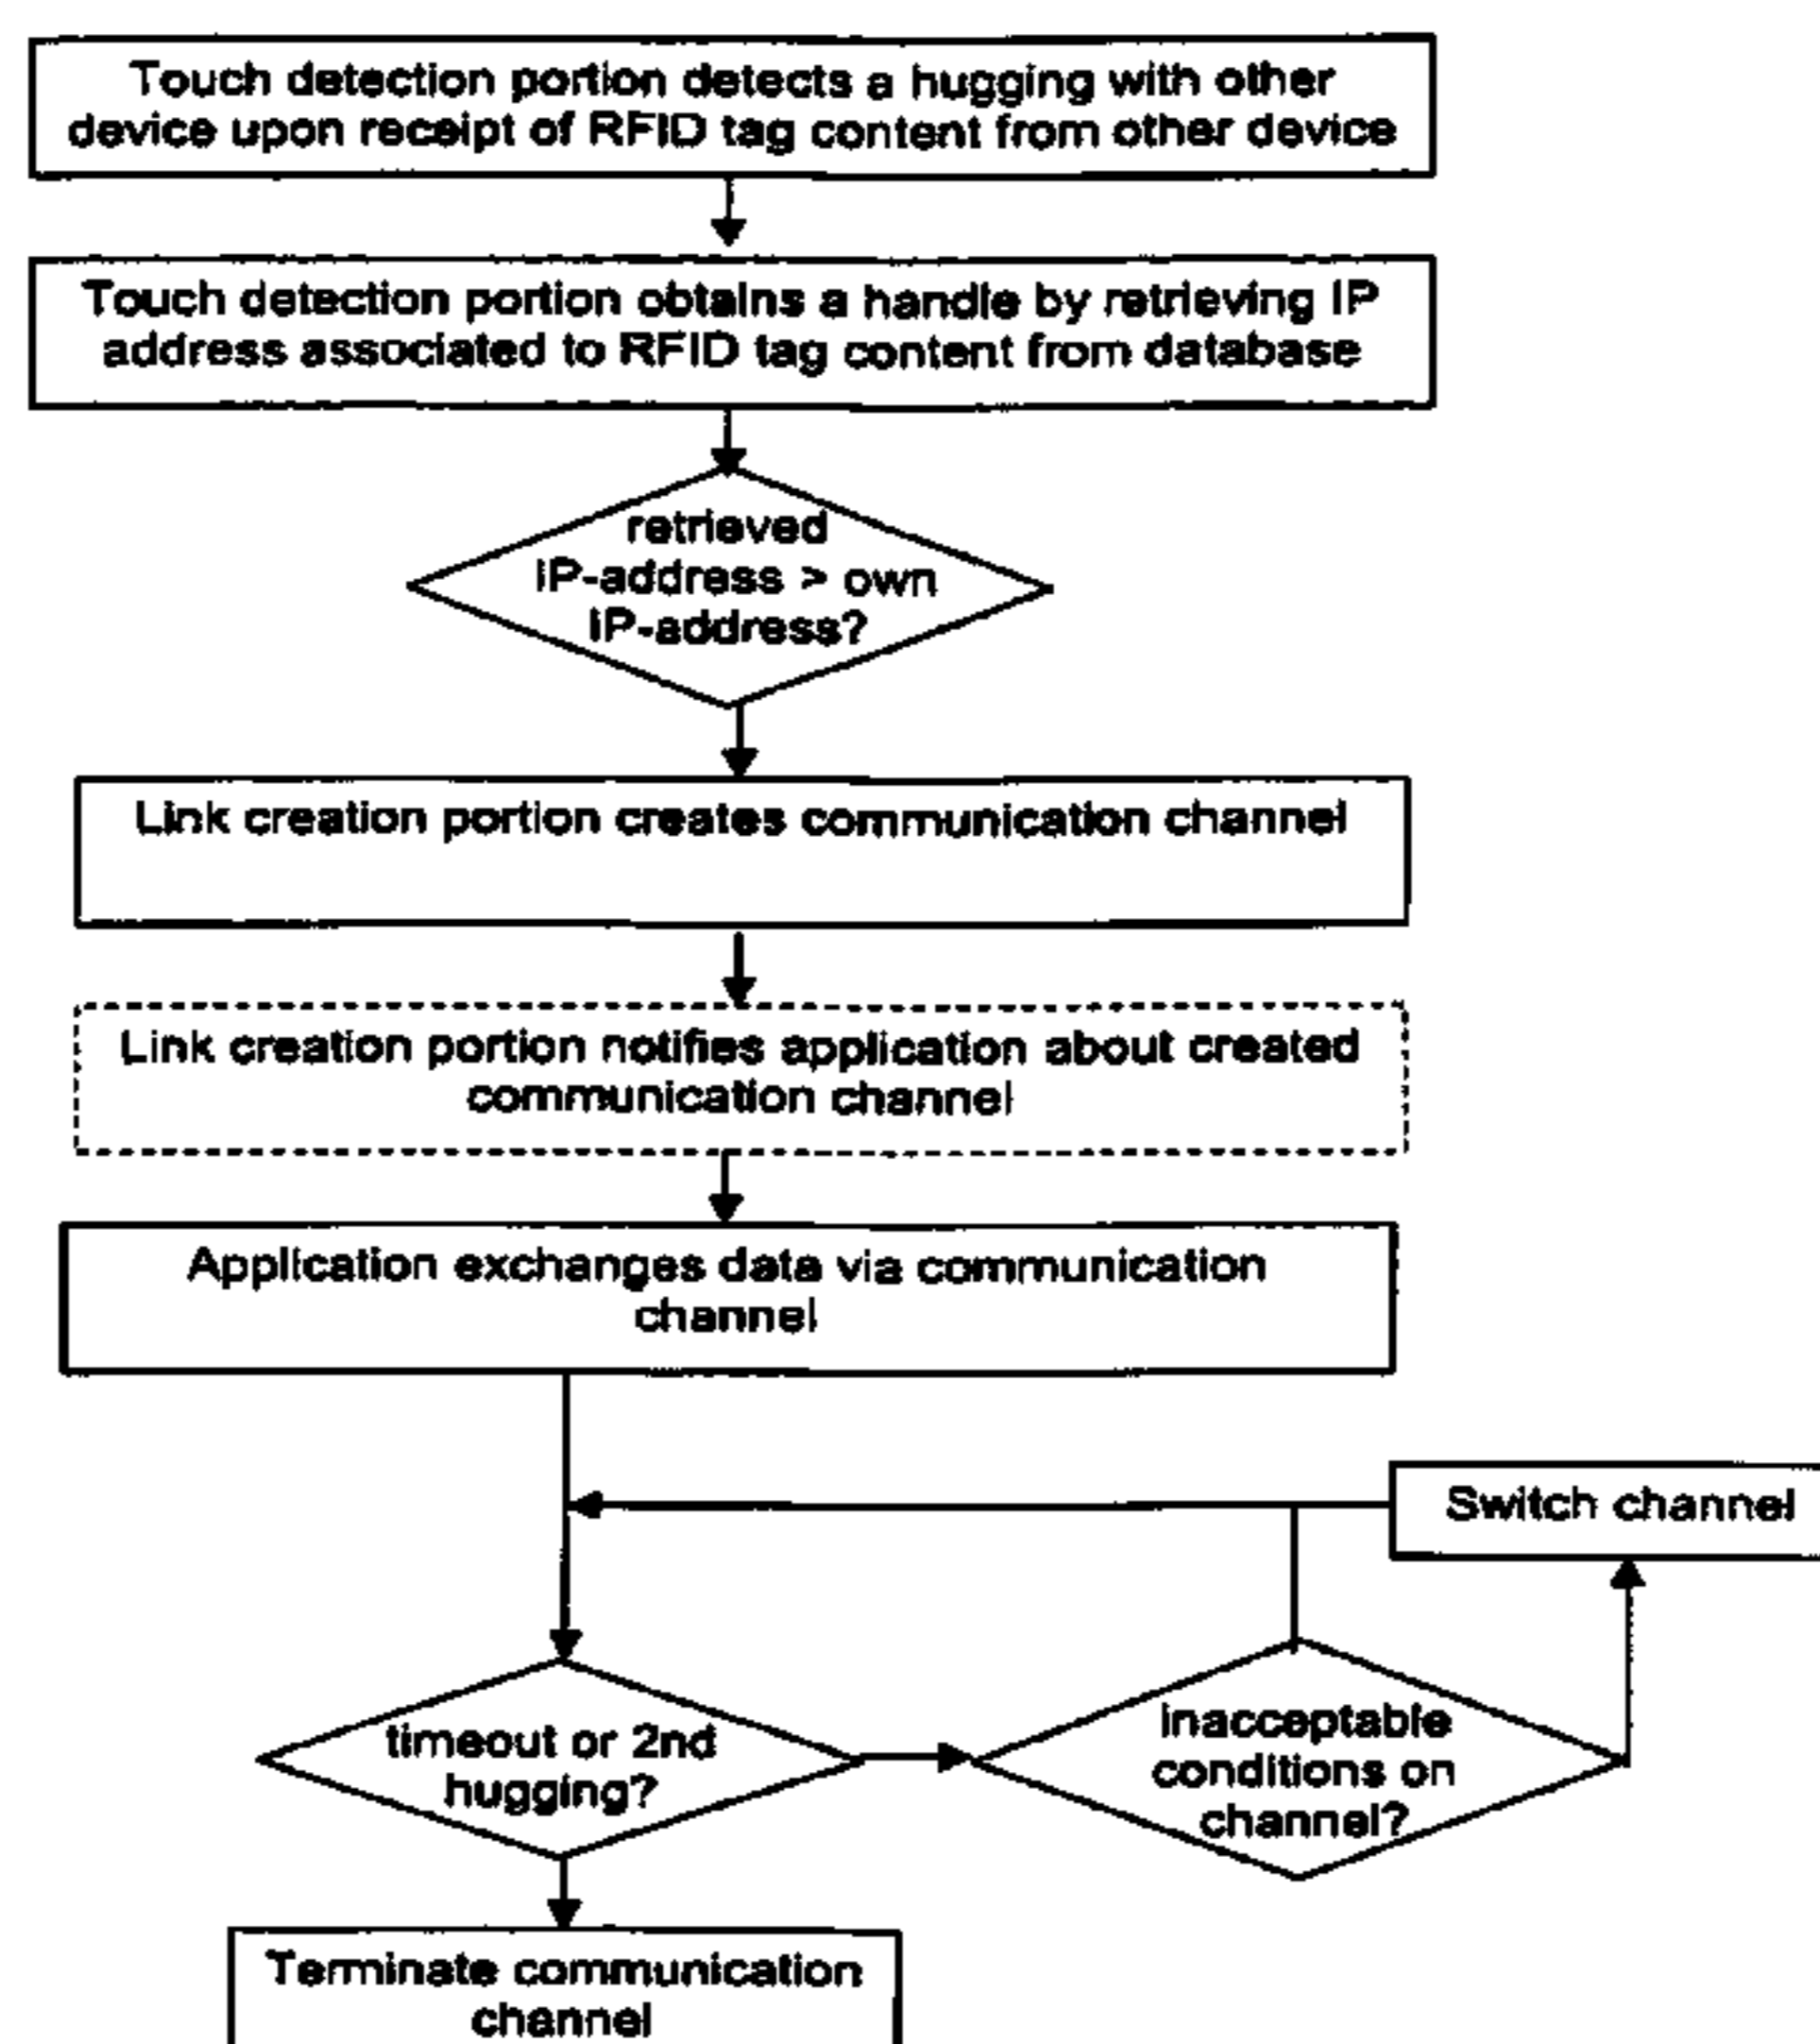 Touch detection portion detects a hugging with other
device upon receipt of RFID tag content from other device
Touch detection portion obtains a handle by retrieving IP
address associated to RFID tag content from database
retrieved
IP-address > own
IP-address?
Link creation portion creates communication channel
Link creation portion notifies application about created
communication channel
Application exchanges data via communication
channel
Switch channel
timeout or 2nd
hugging?
inacceptable
conditions on
channel?
Terminate communication
channel